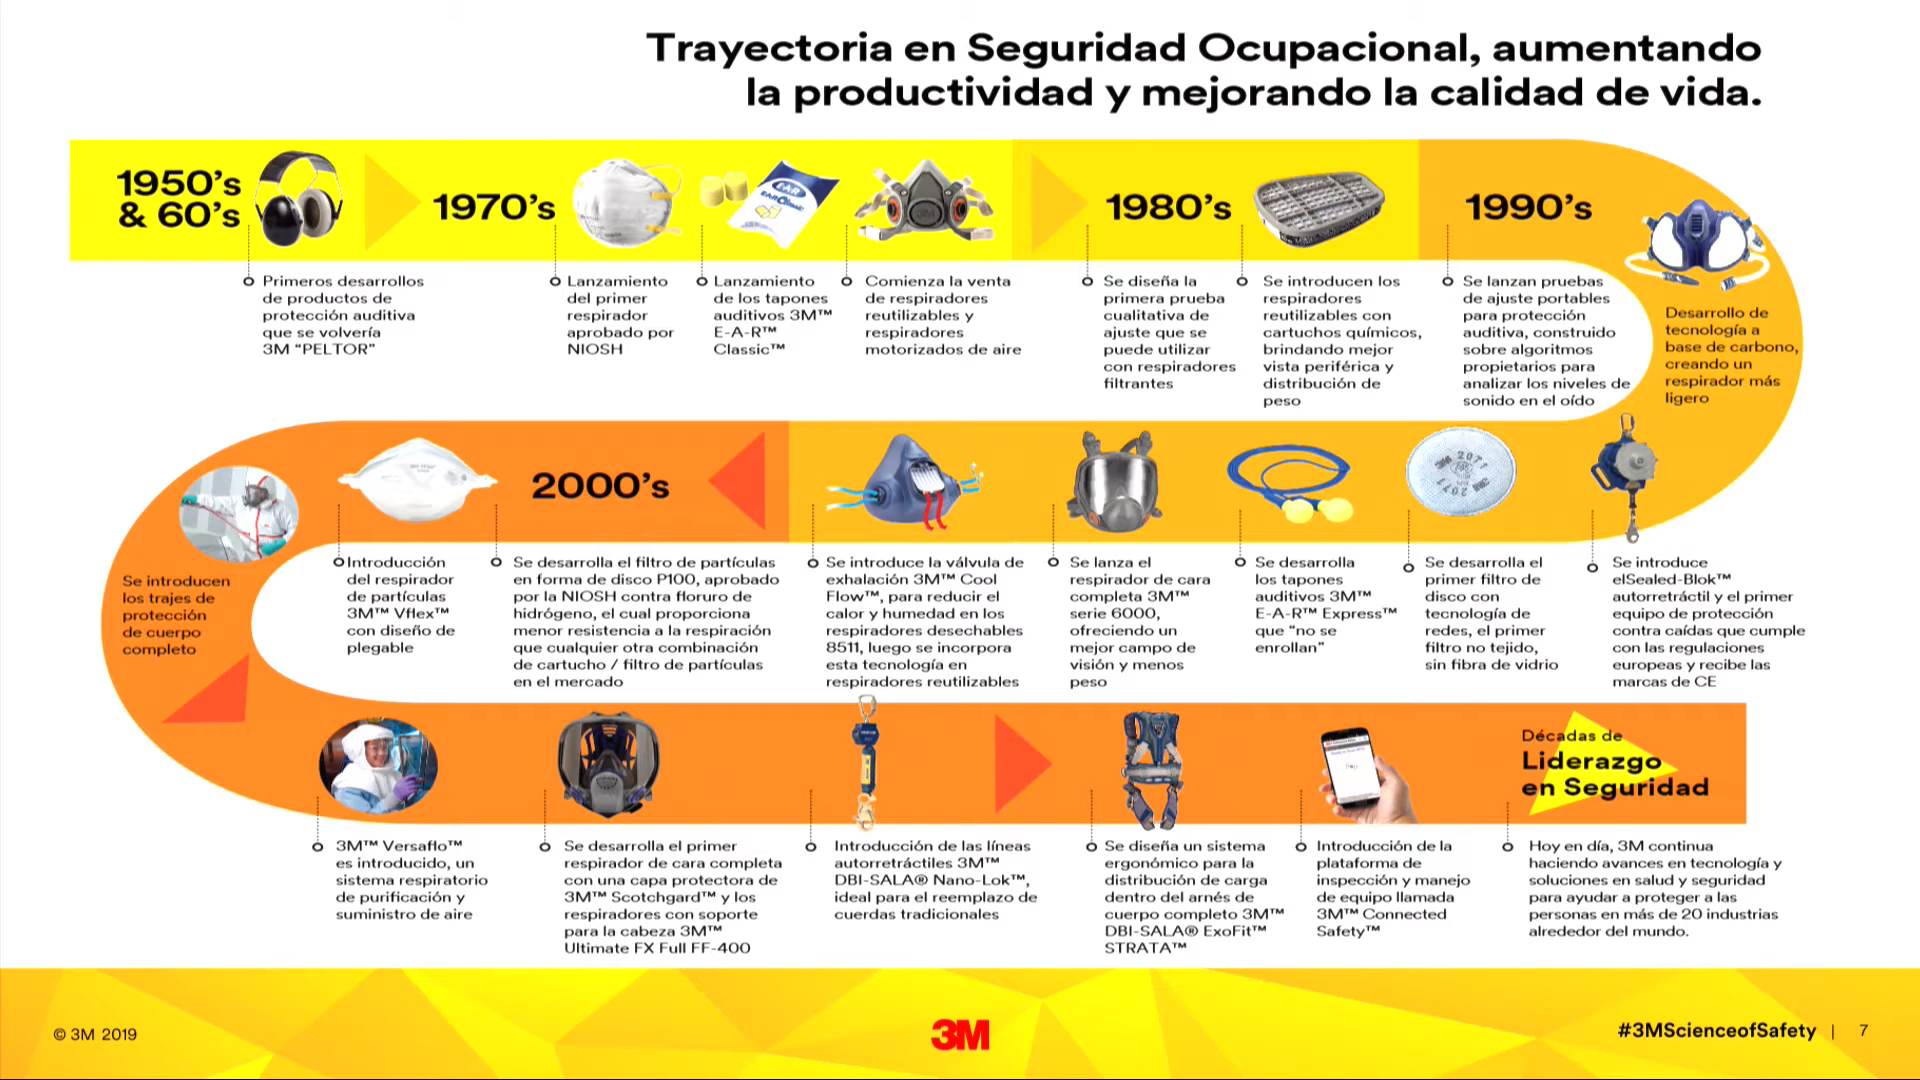 Trayectoria en Seguridad Ocupacional, aumentando
la productividad y mejorando la calidad de vida.
1950's
& 60's
Primeros desarrollos
de productos de
protección auditiva
que se volvería
3M "PELTOR"
1970's
Lanzamiento
del primer
respirador
aprobado por
NIOSH
EAR
EARClassic
Lanzamiento
de los tapones
auditivos 3M™
E-A-R™
Classic™
3M
Comienza la venta
de respiradores
reutilizables y
respiradores
motorizados de aire
1980's
Se diseña la
primera prueba
cualitativa de
ajuste que se
puede utilizar
con respiradores
filtrantes
Se introducen los
respiradores
reutilizables con
cartuchos químicos,
brindando mejor
vista periférica y
distribución de
peso
1990's
Se lanzan pruebas
de ajuste portables
para protección
auditiva, construido
sobre algoritmos
propietarios para
analizar los niveles de
sonido en el oído
Desarrollo de
tecnología a
base de carbono,
creando un
respirador más
ligero
Se introduce
elSealed-Blok™
autorretráctil y el primer
equipo de protección
contra caídas que cumple
con las regulaciones
europeas y recibe las
marcas de CE
3M 2071
2071
Se desarrolla el
primer filtro de
disco con
tecnología de
redes, el primer
filtro no tejido,
sin fibra de vidrio
Se desarrolla
los tapones
auditivos 3M™
E-A-R™ Express™
que "no se
enrollan"
Se lanza el
respirador de cara
completa 3M™
serie 6000,
ofreciendo un
mejor campo de
visión y menos
peso
Se introduce la válvula de
exhalación 3M™ Cool
Flow™, para reducir el
calor y humedad en los
respiradores desechables
8511, luego se incorpora
esta tecnología en
respiradores reutilizables
2000's
Se desarrolla el filtro de partículas
en forma de disco P100, aprobado
por la NIOSH contra floruro de
hidrógeno, el cual proporciona
menor resistencia a la respiración
que cualquier otra combinación
de cartucho / filtro de partículas
en el mercado
Introducción
del respirador
de partículas
3M™ Vflex™
con diseño de
plegable
Se introducen
los trajes de
protección
de cuerpo
completo
3M™ Versaflo™
es introducido, un
sistema respiratorio
de purificación y
suministro de aire
Se desarrolla el primer
respirador de cara completa
con una capa protectora de
3M™ Scotchgard™ y los
respiradores con soporte
para la cabeza 3M™
Ultimate FX Full FF-400
Introducción de las líneas
autorretráctiles 3M™
DBI-SALA® Nano-Lok™,
ideal para el reemplazo de
cuerdas tradicionales
Se diseña un sistema
ergonómico para la
distribución de carga
dentro del arnés de
cuerpo completo 3M™
DBI-SALA® ExoFit™
STRATA™
Introducción de la
plataforma de
inspección y manejo
de equipo llamada
3M™ Connected
Safety™
Décadas de
Liderazgo
en Seguridad
Hoy en día, 3M continua
haciendo avances en tecnología y
soluciones en salud y seguridad
para ayudar a proteger a las
personas en más de 20 industrias
alrededor del mundo.
© 3M 2019
3M
#3MScienceofSafety | 7